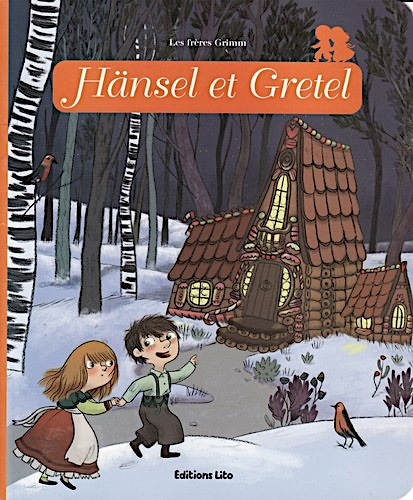 Les frères Grimm
Hänsel et Gretel
Éditions Lito